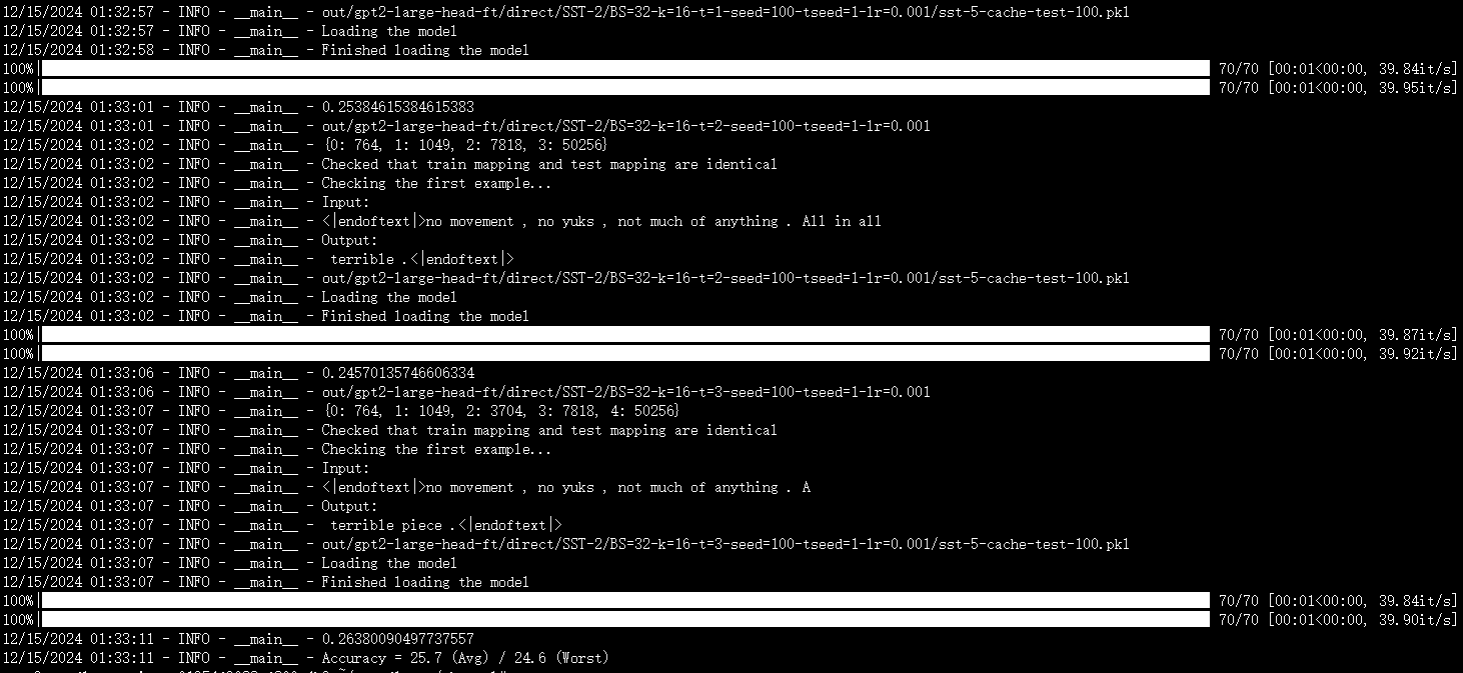 12/15/2024 01:32:57 - INFO - __main__ - out/gpt2-large-head-ft/direct/SST-2/BS=32-k=16-t=1-seed=100-tseed=1-lr=0.001/sst-5-cache-test-100.pkl
12/15/2024 01:32:57 - INFO - __main__ - Loading the model
12/15/2024 01:32:58 - INFO - __main__ - Finished loading the model
100%| 70/70 [00:01<00:00, 39.84it/s]
100%| 70/70 [00:01<00:00, 39.95it/s]
12/15/2024 01:33:01 - INFO - __main__ - 0.25384615384615383
12/15/2024 01:33:01 - INFO - __main__ - out/gpt2-large-head-ft/direct/SST-2/BS=32-k=16-t=2-seed=100-tseed=1-lr=0.001
12/15/2024 01:33:02 - INFO - __main__ - {0: 764, 1: 1049, 2: 7818, 3: 50256}
12/15/2024 01:33:02 - INFO - __main__ - Checked that train mapping and test mapping are identical
12/15/2024 01:33:02 - INFO - __main__ - Checking the first example...
12/15/2024 01:33:02 - INFO - __main__ - Input:
12/15/2024 01:33:02 - INFO - __main__ - <|endoftext|>no movement , no yuks , not much of anything . All in all
12/15/2024 01:33:02 - INFO - __main__ - Output:
12/15/2024 01:33:02 - INFO - __main__ -  terrible .<|endoftext|>
12/15/2024 01:33:02 - INFO - __main__ - out/gpt2-large-head-ft/direct/SST-2/BS=32-k=16-t=2-seed=100-tseed=1-lr=0.001/sst-5-cache-test-100.pkl
12/15/2024 01:33:02 - INFO - __main__ - Loading the model
12/15/2024 01:33:02 - INFO - __main__ - Finished loading the model
100%| 70/70 [00:01<00:00, 39.87it/s]
100%| 70/70 [00:01<00:00, 39.92it/s]
12/15/2024 01:33:06 - INFO - __main__ - 0.24570135746606334
12/15/2024 01:33:06 - INFO - __main__ - out/gpt2-large-head-ft/direct/SST-2/BS=32-k=16-t=3-seed=100-tseed=1-lr=0.001
12/15/2024 01:33:07 - INFO - __main__ - {0: 764, 1: 1049, 2: 3704, 3: 7818, 4: 50256}
12/15/2024 01:33:07 - INFO - __main__ - Checked that train mapping and test mapping are identical
12/15/2024 01:33:07 - INFO - __main__ - Checking the first example...
12/15/2024 01:33:07 - INFO - __main__ - Input:
12/15/2024 01:33:07 - INFO - __main__ - <|endoftext|>no movement , no yuks , not much of anything . A
12/15/2024 01:33:07 - INFO - __main__ - Output:
12/15/2024 01:33:07 - INFO - __main__ -  terrible piece .<|endoftext|>
12/15/2024 01:33:07 - INFO - __main__ - out/gpt2-large-head-ft/direct/SST-2/BS=32-k=16-t=3-seed=100-tseed=1-lr=0.001/sst-5-cache-test-100.pkl
12/15/2024 01:33:07 - INFO - __main__ - Loading the model
12/15/2024 01:33:07 - INFO - __main__ - Finished loading the model
100%| 70/70 [00:01<00:00, 39.84it/s]
100%| 70/70 [00:01<00:00, 39.90it/s]
12/15/2024 01:33:11 - INFO - __main__ - 0.26380090497737557
12/15/2024 01:33:11 - INFO - __main__ - Accuracy = 25.7 (Avg) / 24.6 (Worst)